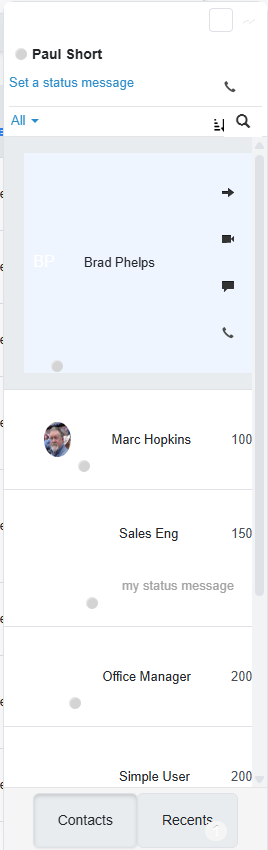 Paul Short
Set a status message
All
BP
Brad Phelps
Marc Hopkins 100
Sales Eng 150
my status message
Office Manager 200
Simple User 200
Contacts Recents